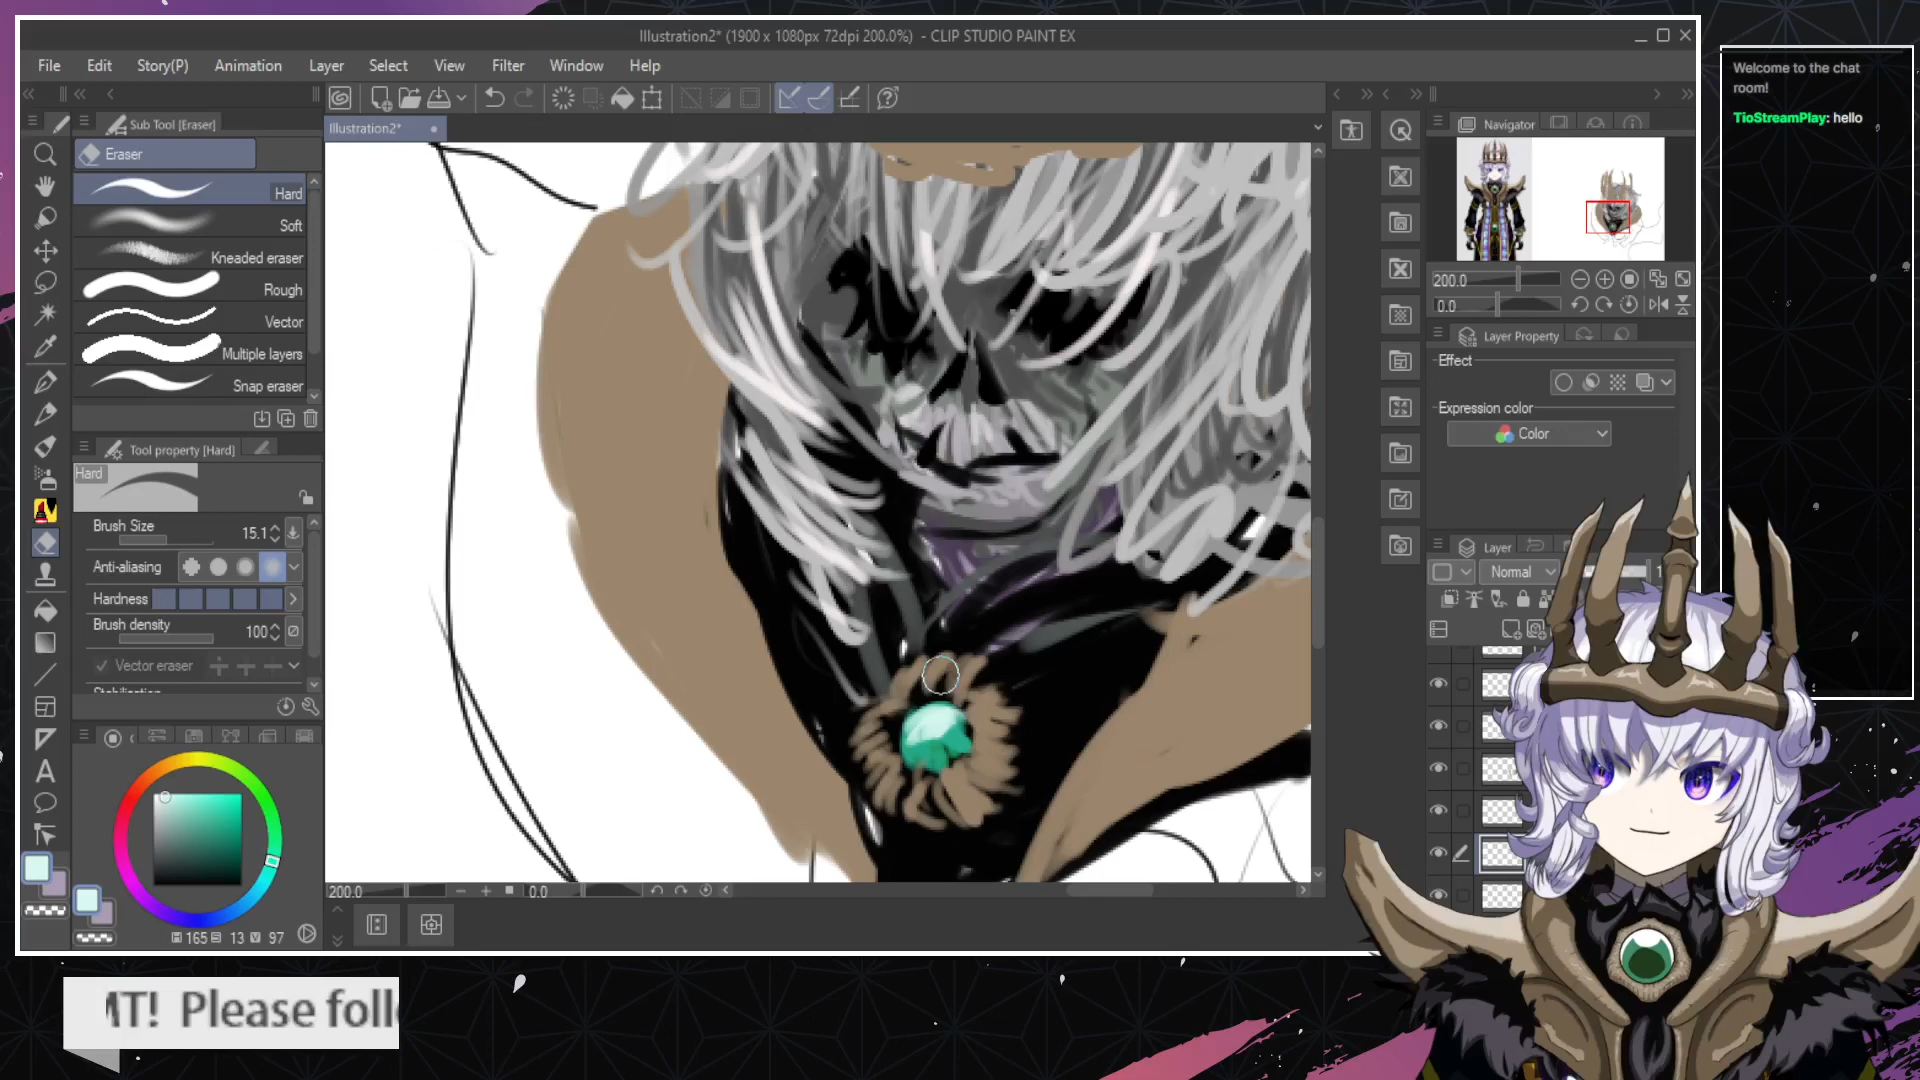 Illustration2* (1900 x 1080px 72dpi 200.0%)  - CLIP STUDIO PAINT EX
File Edit Story(P) Animation Layer Select View Filter Window Help
Sub Tool [Eraser]
Eraser
Hard
Soft
Kneaded eraser
Rough
Vector
Multiple layers
Snap eraser
Tool property [Hard]
Hard
Brush Size 15.1
Anti-aliasing
Hardness
Brush density 100
Vector eraser
165 13 97
Illustration2*
200.0 0.0
Navigator
200.0
0.0
Layer Property
Effect
Expression color
Color
Layer
Normal
Welcome to the chat
room!
TioStreamPlay: hello
MT! Please foll